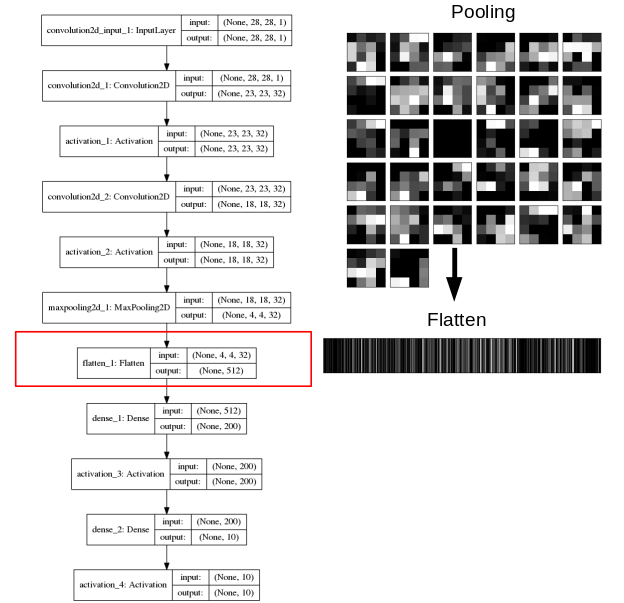 Pooling
convolution2d_input_1: InputLayer input: (None, 28, 28, 1)
output: (None, 28, 28, 1)
convolution2d_1: Convolution2D input: (None, 28, 28, 1)
output: (None, 23, 23, 32)
activation_1: Activation input: (None, 23, 23, 32)
output: (None, 23, 23, 32)
convolution2d_2: Convolution2D input: (None, 23, 23, 32)
output: (None, 18, 18, 32)
activation_2: Activation input: (None, 18, 18, 32)
output: (None, 18, 18, 32)
maxpooling2d_1: MaxPooling2D input: (None, 18, 18, 32)
output: (None, 4, 4, 32)
Flatten
flatten_1: Flatten input: (None, 4, 4, 32)
output: (None, 512)
dense_1: Dense input: (None, 512)
output: (None, 200)
activation_3: Activation input: (None, 200)
output: (None, 200)
dense_2: Dense input: (None, 200)
output: (None, 10)
activation_4: Activation input: (None, 10)
output: (None, 10)